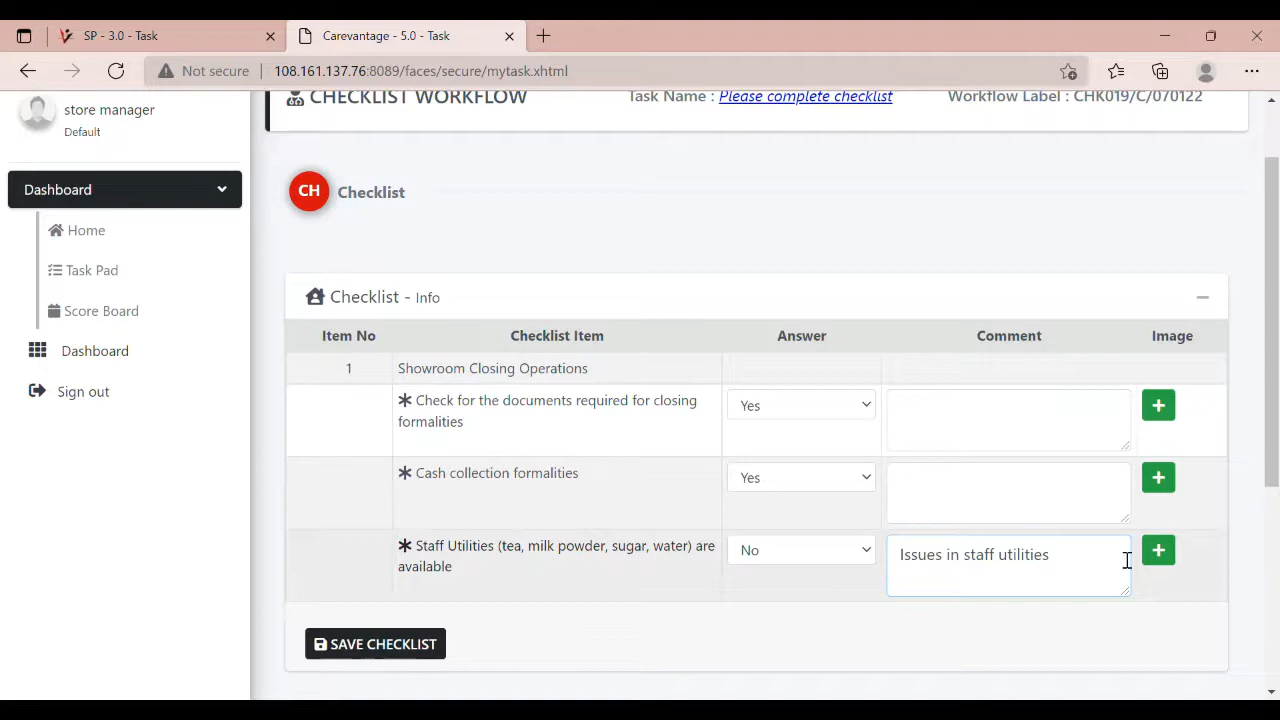 SP - 3.0 - Task
Carevantage - 5.0 - Task
Not secure
108.161.137.76:8089/faces/secure/mytask.xhtml
store manager
Default
Dashboard
Home
Task Pad
Score Board
Dashboard
Sign out
CHECKLIST WORKFLOW
Task Name : Please complete checklist
Workflow Label : CHK019/C/070122
CH Checklist
Checklist - Info
Item No Checklist Item Answer Comment Image
1 Showroom Closing Operations
Check for the documents required for closing
formalities
Yes
Cash collection formalities
Yes
Staff Utilities (tea, milk powder, sugar, water) are
available
No
Issues in staff utilities
SAVE CHECKLIST